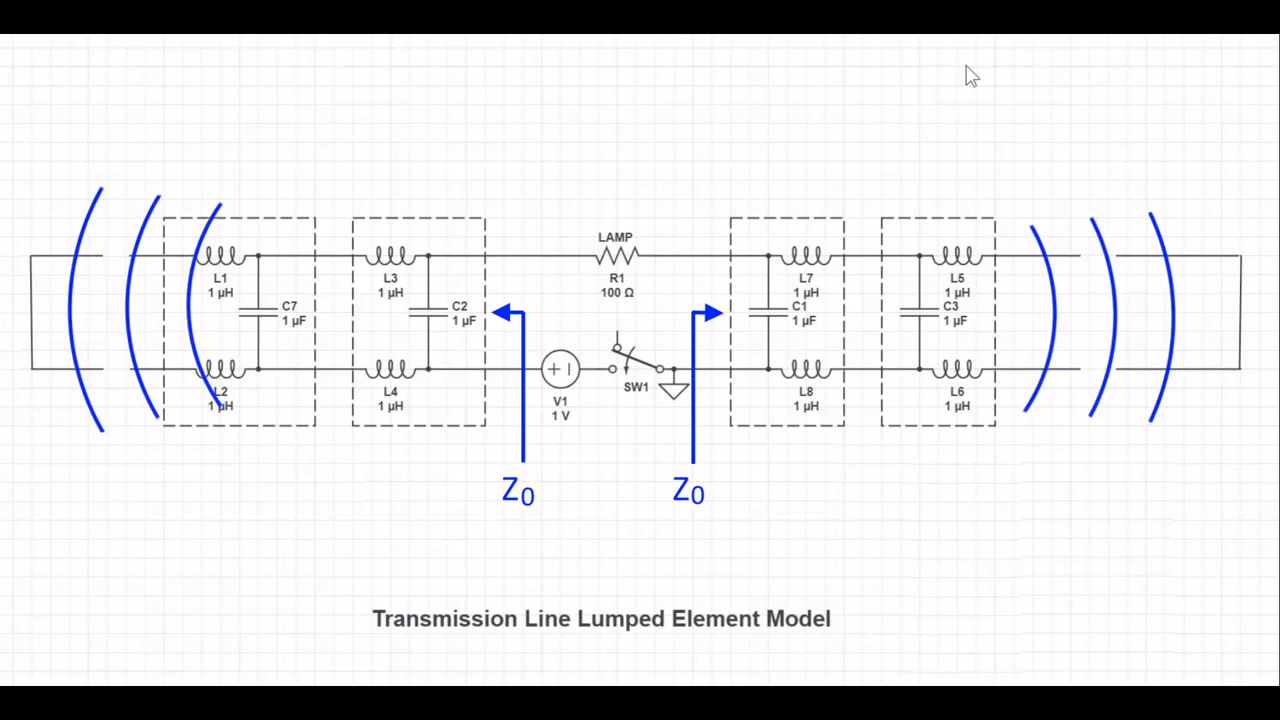 LAMP
R1
100 Ω
L1
1 µH
L3
1 µH
L7
1 µH
L5
1 µH
C7
1 µF
C2
1 µF
C1
1 µF
C3
1 µF
+
L2
1 µH
L4
1 µH
V1
1 V
SW1
L8
1 µH
L6
1 µH
Z0
Z0
Transmission Line Lumped Element Model